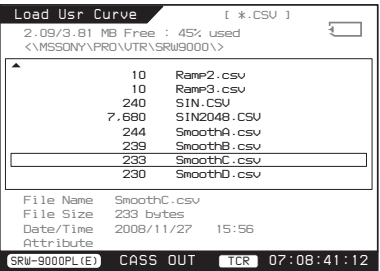 Load Usr Curve [ *.CSV ]
2.09/3.81 MB Free : 45% used
<\MSSONY\PRO\VTR\SRW9000\>
10 Ramp2.csv
10 Ramp3.csv
240 SIN.CSV
7,680 SIN2048.CSV
244 SmoothA.csv
239 SmoothB.csv
233 SmoothC.csv
230 SmoothD.csv
File Name SmoothC.csv
File Size 233 bytes
Date/Time 2008/11/27 15:56
Attribute
SRW-9000PL(E) CASS OUT TCR 07:08:41:12